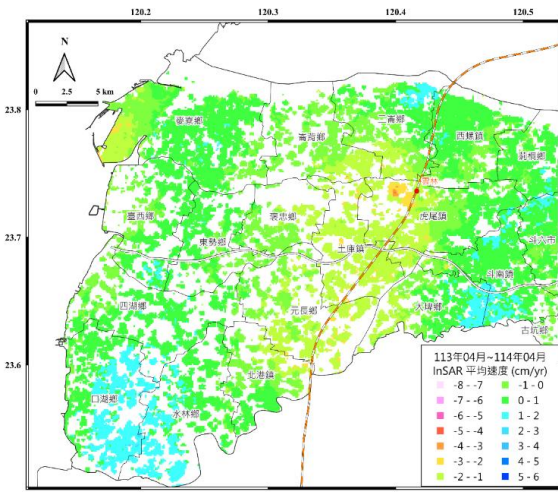 120.2 120.3 120.4 120.5
N
0 2.5 5 km
23.8
麥寮鄉
崙背鄉
二崙鄉
西螺鎮
莿桐鄉
雲林
臺西鄉
東勢鄉
褒忠鄉
虎尾鎮
23.7
土庫鎮
斗六市
斗南鎮
四湖鄉
元長鄉
大埤鄉
古坑鄉
23.6
北港鎮
口湖鄉
水林鄉
113年04月~114年04月
InSAR 平均速度 (cm/yr)
-8 - -7 -1 - 0
-7 - -6 0 - 1
-6 - -5 1 - 2
-5 - -4 2 - 3
-4 - -3 3 - 4
-3 - -2 4 - 5
-2 - -1 5 - 6